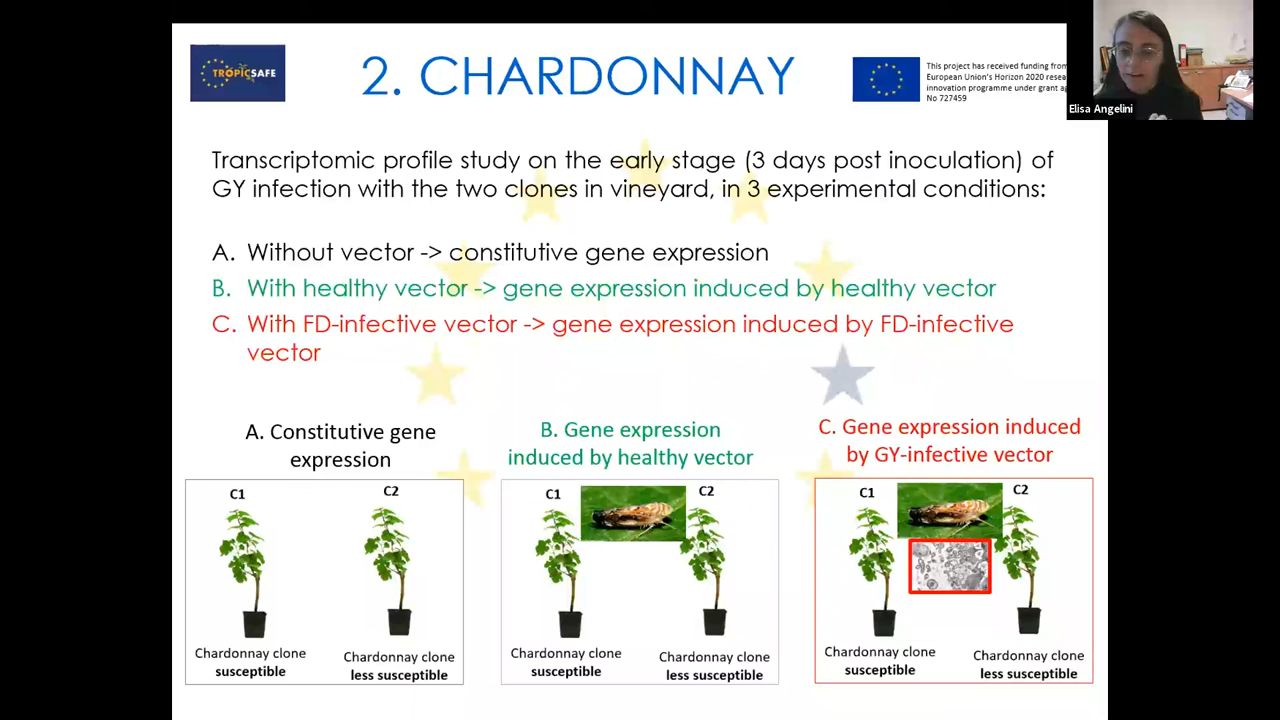 TROPICSAFE
2. CHARDONNAY
This project has received funding from
European Union's Horizon 2020 resea
innovation programme under grant ag
No 727459
Elisa Angelini
Transcriptomic profile study on the early stage (3 days post inoculation) of
GY infection with the two clones in vineyard, in 3 experimental conditions:
A. Without vector -> constitutive gene expression
B. With healthy vector -> gene expression induced by healthy vector
C. With FD-infective vector -> gene expression induced by FD-infective
vector
A. Constitutive gene
expression
C1
C2
Chardonnay clone
susceptible
Chardonnay clone
less susceptible
B. Gene expression
induced by healthy vector
C1
C2
Chardonnay clone
susceptible
Chardonnay clone
less susceptible
C. Gene expression induced
by GY-infective vector
C1
C2
Chardonnay clone
susceptible
Chardonnay clone
less susceptible